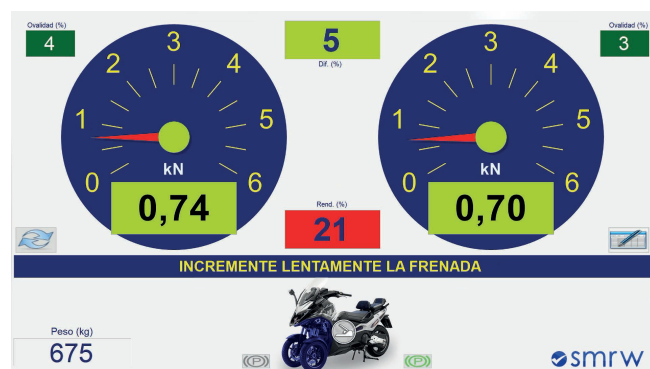 Ovalidad (%)
4
5
Dif. (%)
Ovalidad (%)
3
0
1
2
3
4
5
6
kN
0,74
0
1
2
3
4
5
6
kN
0,70
Rend. (%)
21
INCREMENTE LENTAMENTE LA FRENADA
Peso (kg)
675
(P)
(P)
smrw